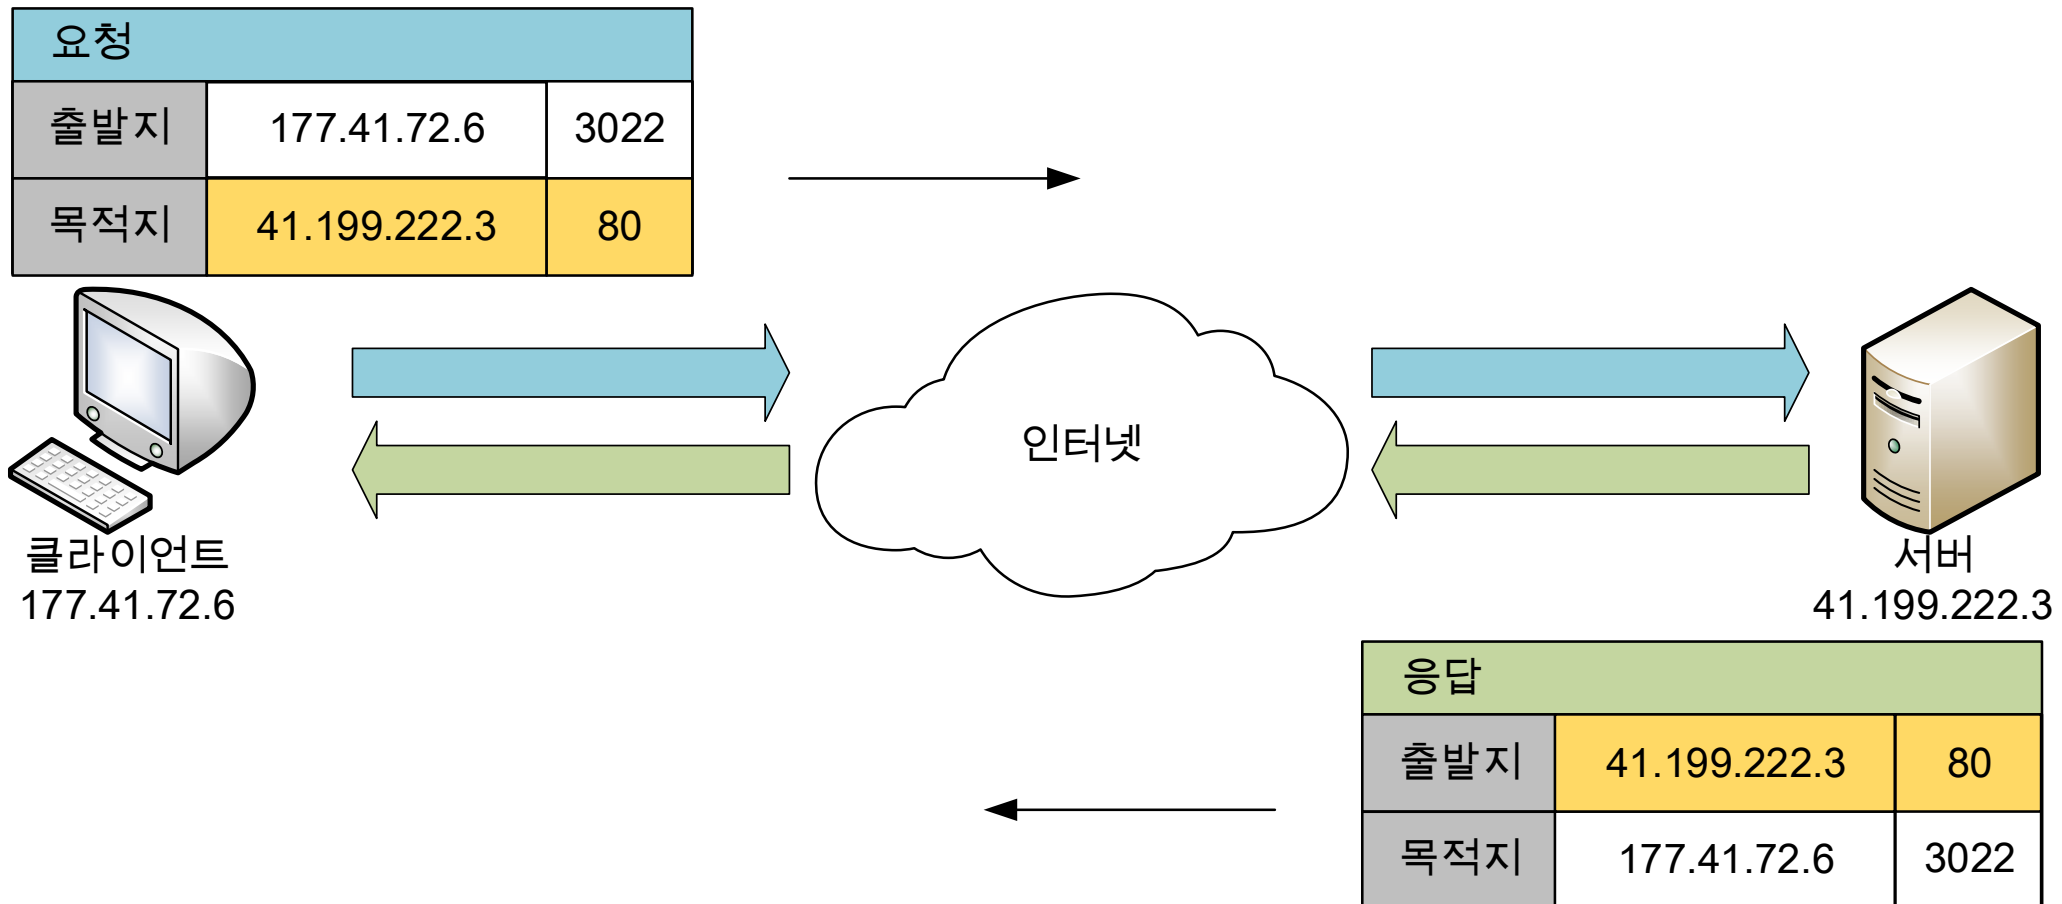 요청
출발지 177.41.72.6 3022
목적지 41.199.222.3 80
인터넷
클라이언트
177.41.72.6
서버
41.199.222.3
응답
출발지 41.199.222.3 80
목적지 177.41.72.6 3022